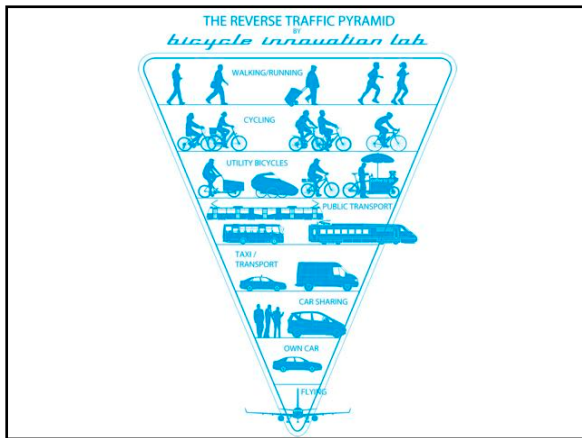 THE REVERSE TRAFFIC PYRAMID
BY
bicycle innovation lab
WALKING/RUNNING
CYCLING
UTILITY BICYCLES
PUBLIC TRANSPORT
TAXI /
TRANSPORT
CAR SHARING
OWN CAR
FLYING